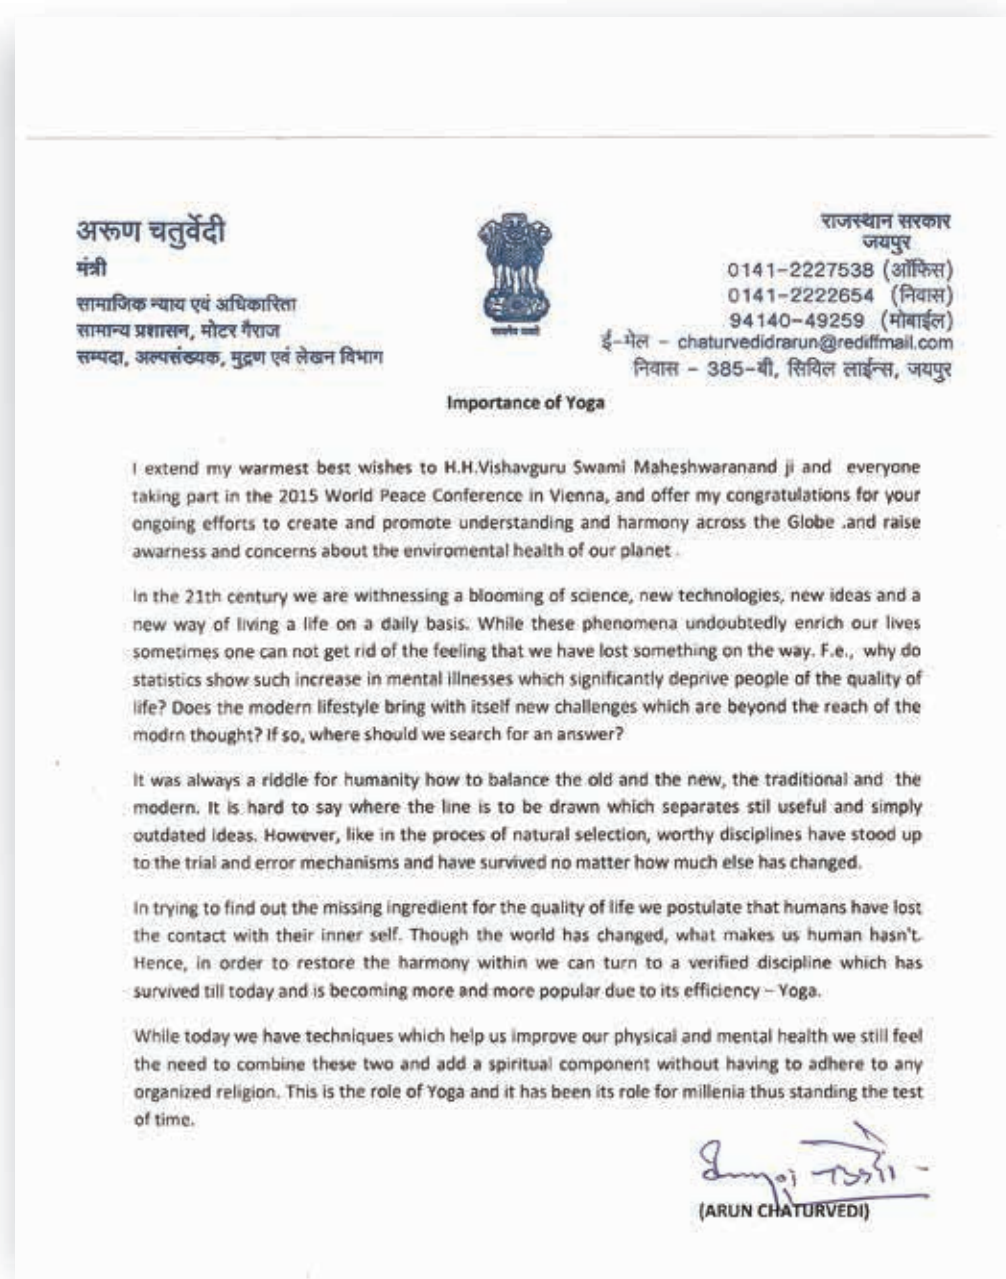 अरूण चतुर्वेदी
मंत्री
सामाजिक न्याय एवं अधिकारिता
सामान्य प्रशासन, मोटर गैराज
सम्पदा, अल्पसंख्यक, मुद्रण एवं लेखन विभाग
राजस्थान सरकार
जयपुर
0141-2227538 (ऑफिस)
0141-2222654 (निवास)
94140-49259 (मोबाईल)
ई-मेल - chaturvedidrarun@rediffmail.com
निवास - 385-बी, सिविल लाईन्स, जयपुर
Importance of Yoga
I extend my warmest best wishes to H.H.Vishavguru Swami Maheshwaranand ji and everyone
taking part in the 2015 World Peace Conference in Vienna, and offer my congratulations for your
ongoing efforts to create and promote understanding and harmony across the Globe .and raise
awarness and concerns about the enviromental health of our planet .
In the 21th century we are withnessing a blooming of science, new technologies, new ideas and a
new way of living a life on a daily basis. While these phenomena undoubtedly enrich our lives
sometimes one can not get rid of the feeling that we have lost something on the way. F.e., why do
statistics show such increase in mental illnesses which significantly deprive people of the quality of
life? Does the modern lifestyle bring with itself new challenges which are beyond the reach of the
modrn thought? If so, where should we search for an answer?
It was always a riddle for humanity how to balance the old and the new, the traditional and the
modern. It is hard to say where the line is to be drawn which separates stil useful and simply
outdated ideas. However, like in the proces of natural selection, worthy disciplines have stood up
to the trial and error mechanisms and have survived no matter how much else has changed.
In trying to find out the missing ingredient for the quality of life we postulate that humans have lost
the contact with their inner self. Though the world has changed, what makes us human hasn't.
Hence, in order to restore the harmony within we can turn to a verified discipline which has
survived till today and is becoming more and more popular due to its efficiency – Yoga.
While today we have techniques which help us improve our physical and mental health we still feel
the need to combine these two and add a spiritual component without having to adhere to any
organized religion. This is the role of Yoga and it has been its role for millenia thus standing the test
of time.
(ARUN CHATURVEDI)